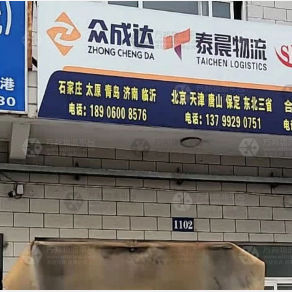 港
30
众成达
ZHONG CHENG DA
泰晨物流
TAICHEN LOGISTICS
石家庄 太原 青岛 济南 临沂
电话: 189 0600 8576
北京 天津 唐山 保定 东北三省
电话: 137 9929 0751
1102